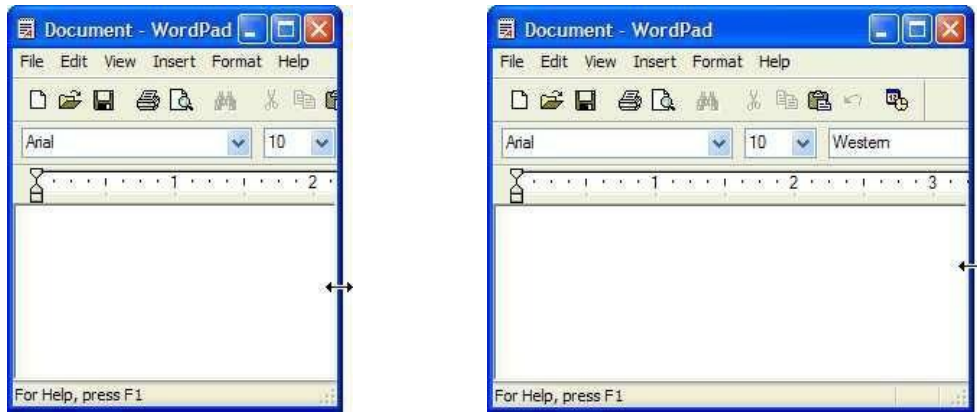 Document - WordPad
File Edit View Insert Format Help
Arial 10
1 2
For Help, press F1
Document - WordPad
File Edit View Insert Format Help
Arial 10 Western
1 2 3
For Help, press F1